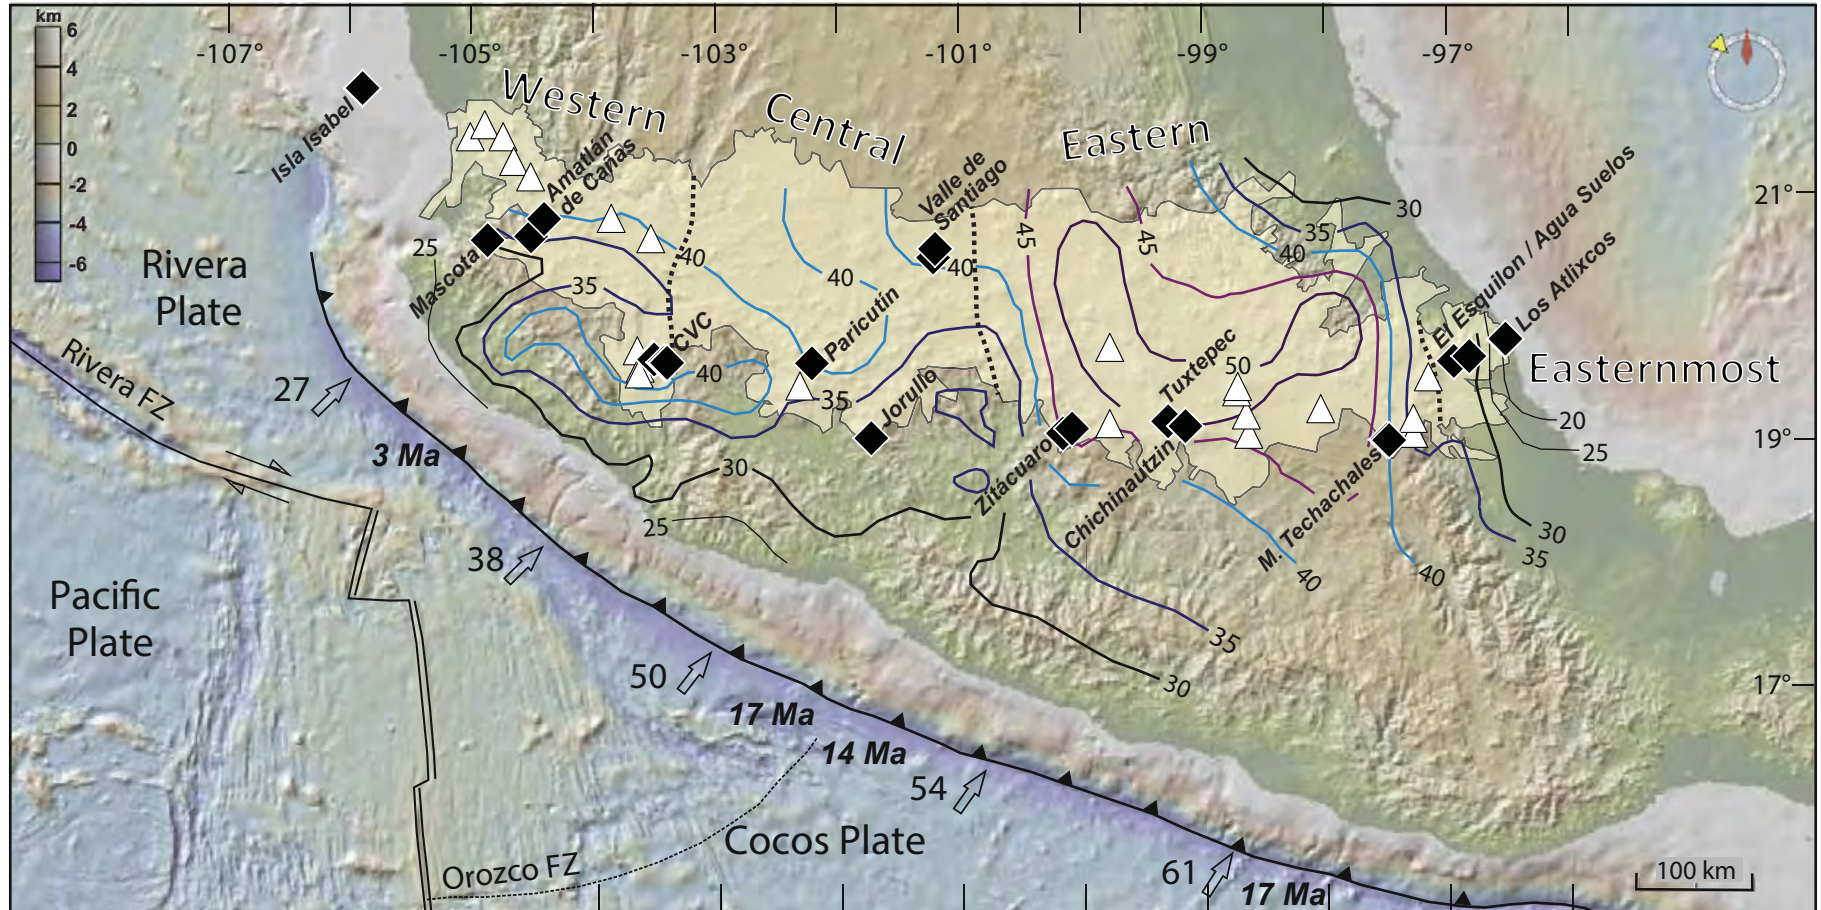 km
6
4
2
0
-2
-4
-6
-107°
-105°
-103°
-101°
-99°
-97°
21°
19°
17°
Isla Isabel
Western
Central
Eastern
Easternmost
Amatlán
de Cañas
Mascota
CVC
Paricutín
Jorullo
Valle de
Santiago
Zitácuaro
Chichinautzin
Tuxtepec
M. Techachales
El Esguilon / Agua Suelos
Los Atlixcos
25
35
40
40
40
40
35
30
25
45
45
50
30
35
40
20
25
30
35
40
40
35
30
Rivera
Plate
Rivera FZ
27
3 Ma
38
Pacific
Plate
50
17 Ma
14 Ma
54
Cocos Plate
Orozco FZ
61
17 Ma
100 km